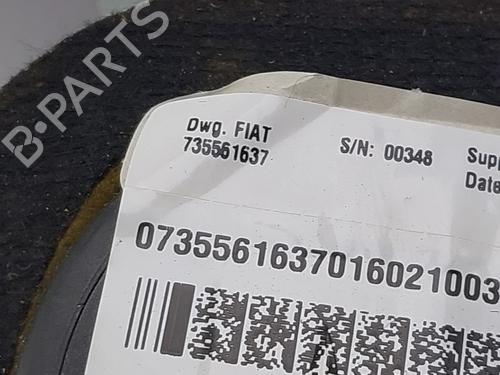 B-PARTS
Dwg. FIAT
735561637
S/N: 00348
Supp
Date
0735561637016021003